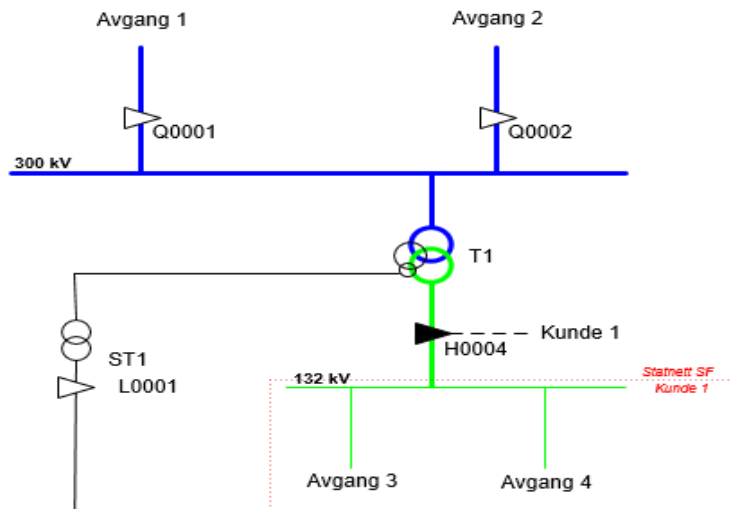 Avgang 1
Avgang 2
Q0001
Q0002
300 kV
T1
Kunde 1
H0004
ST1
L0001
132 kV
Statnett SF
Kunde 1
Avgang 3
Avgang 4